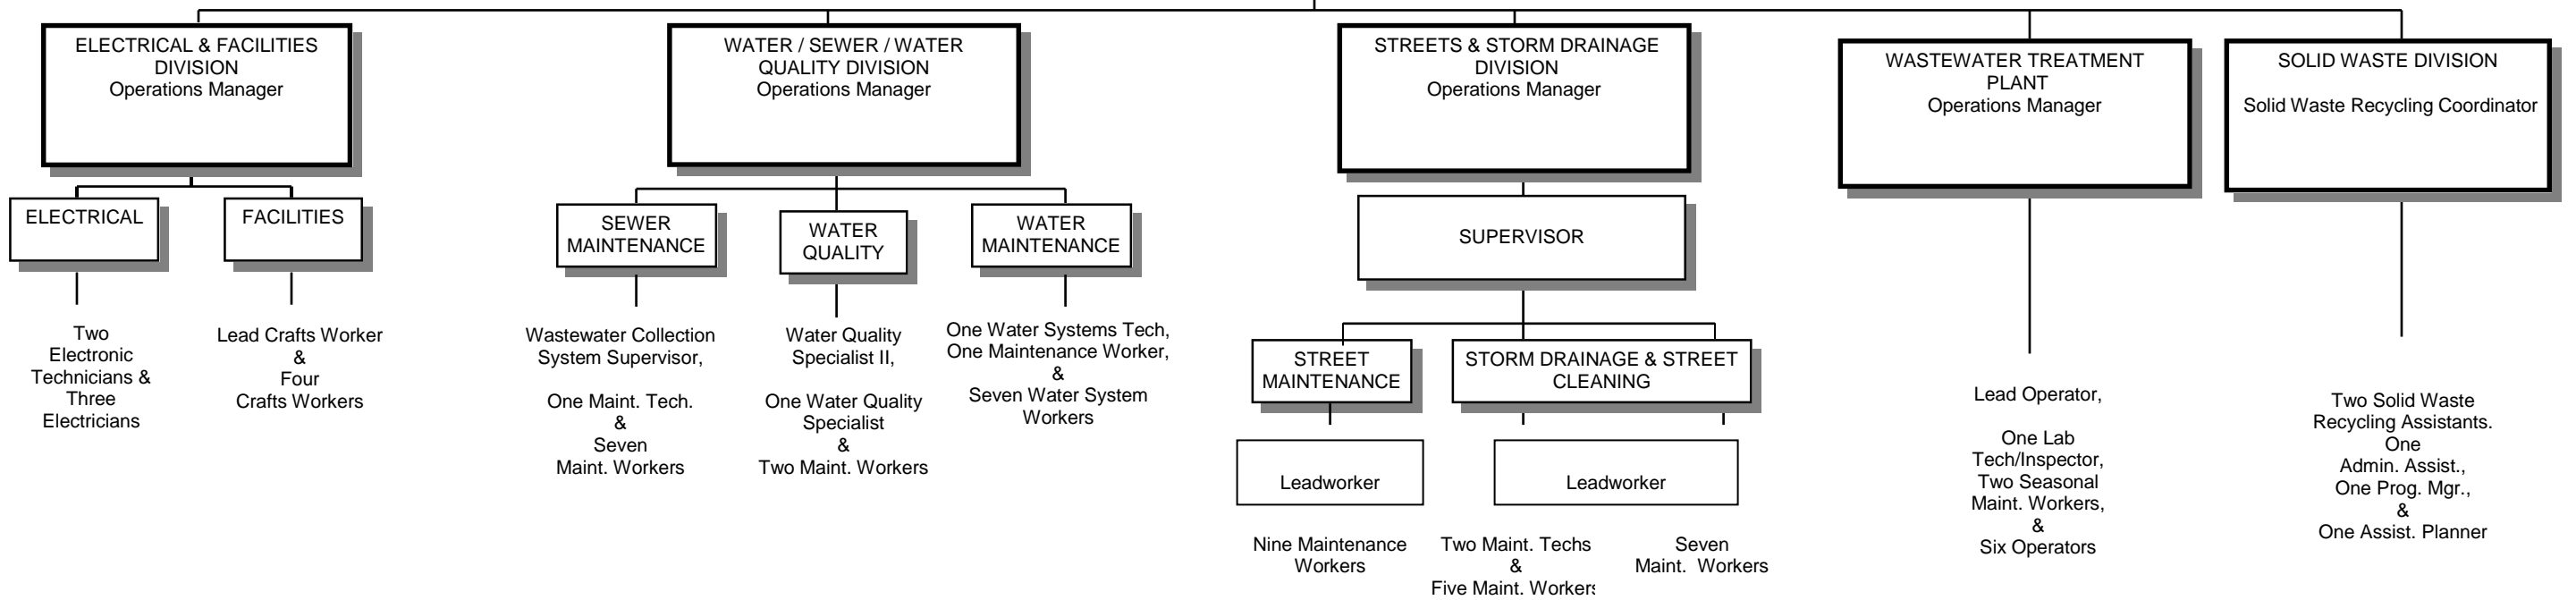 ELECTRICAL & FACILITIES
DIVISION
Operations Manager
WATER / SEWER / WATER
QUALITY DIVISION
Operations Manager
STREETS & STORM DRAINAGE
DIVISION
Operations Manager
WASTEWATER TREATMENT
PLANT
Operations Manager
SOLID WASTE DIVISION
Solid Waste Recycling Coordinator
ELECTRICAL
FACILITIES
SEWER
MAINTENANCE
WATER
QUALITY
WATER
MAINTENANCE
SUPERVISOR
Two
Electronic
Technicians &
Three
Electricians
Lead Crafts Worker
&
Four
Crafts Workers
Wastewater Collection
System Supervisor,
One Maint. Tech.
&
Seven
Maint. Workers
Water Quality
Specialist II,
One Water Quality
Specialist
&
Two Maint. Workers
One Water Systems Tech,
One Maintenance Worker,
&
Seven Water System
Workers
STREET
MAINTENANCE
STORM DRAINAGE & STREET
CLEANING
Leadworker
Leadworker
Nine Maintenance
Workers
Two Maint. Techs
&
Five Maint. Workers
Seven
Maint. Workers
Lead Operator,
One Lab
Tech/Inspector,
Two Seasonal
Maint. Workers,
&
Six Operators
Two Solid Waste
Recycling Assistants.
One
Admin. Assist.,
One Prog. Mgr.,
&
One Assist. Planner